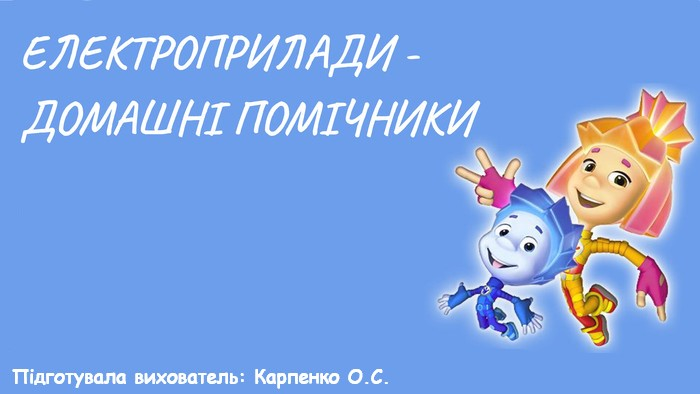 ЕЛЕКТРОПРИЛАДИ -
ДОМАШНІ ПОМІЧНИКИ
Підготувала вихователь: Карпенко О.С.